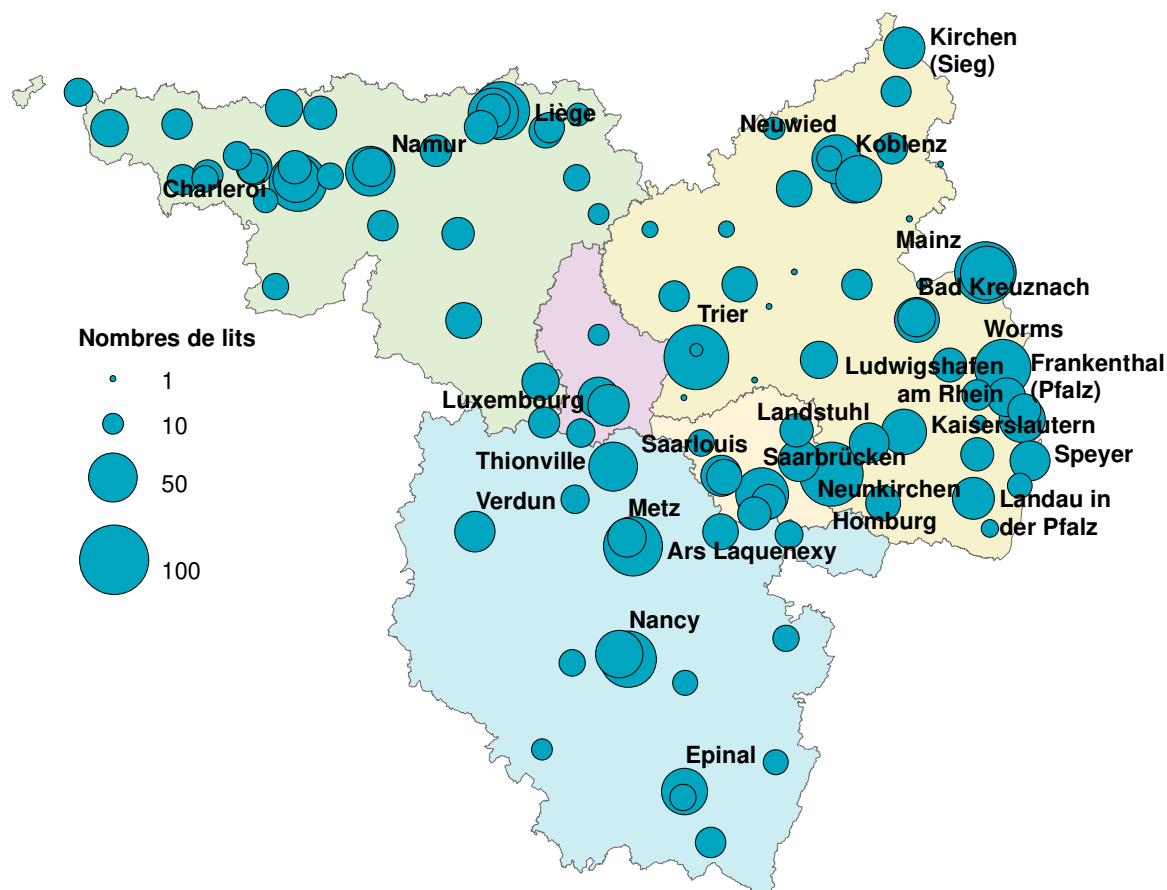 Kirchen
(Sieg)
Liège
Neuwied
Namur
Koblenz
Charleroi
Mainz
Bad Kreuznach
Trier
Worms
Nombres de lits
1
10
50
100
Ludwigshafen
am Rhein
Frankenthal
(Pfalz)
Luxembourg
Landstuhl
Kaiserslautern
Saarlouis
Thionville
Saarbrücken
Speyer
Verdun
Neunkirchen
Metz
Homburg
Landau in
der Pfalz
Ars Laquenexy
Nancy
Epinal